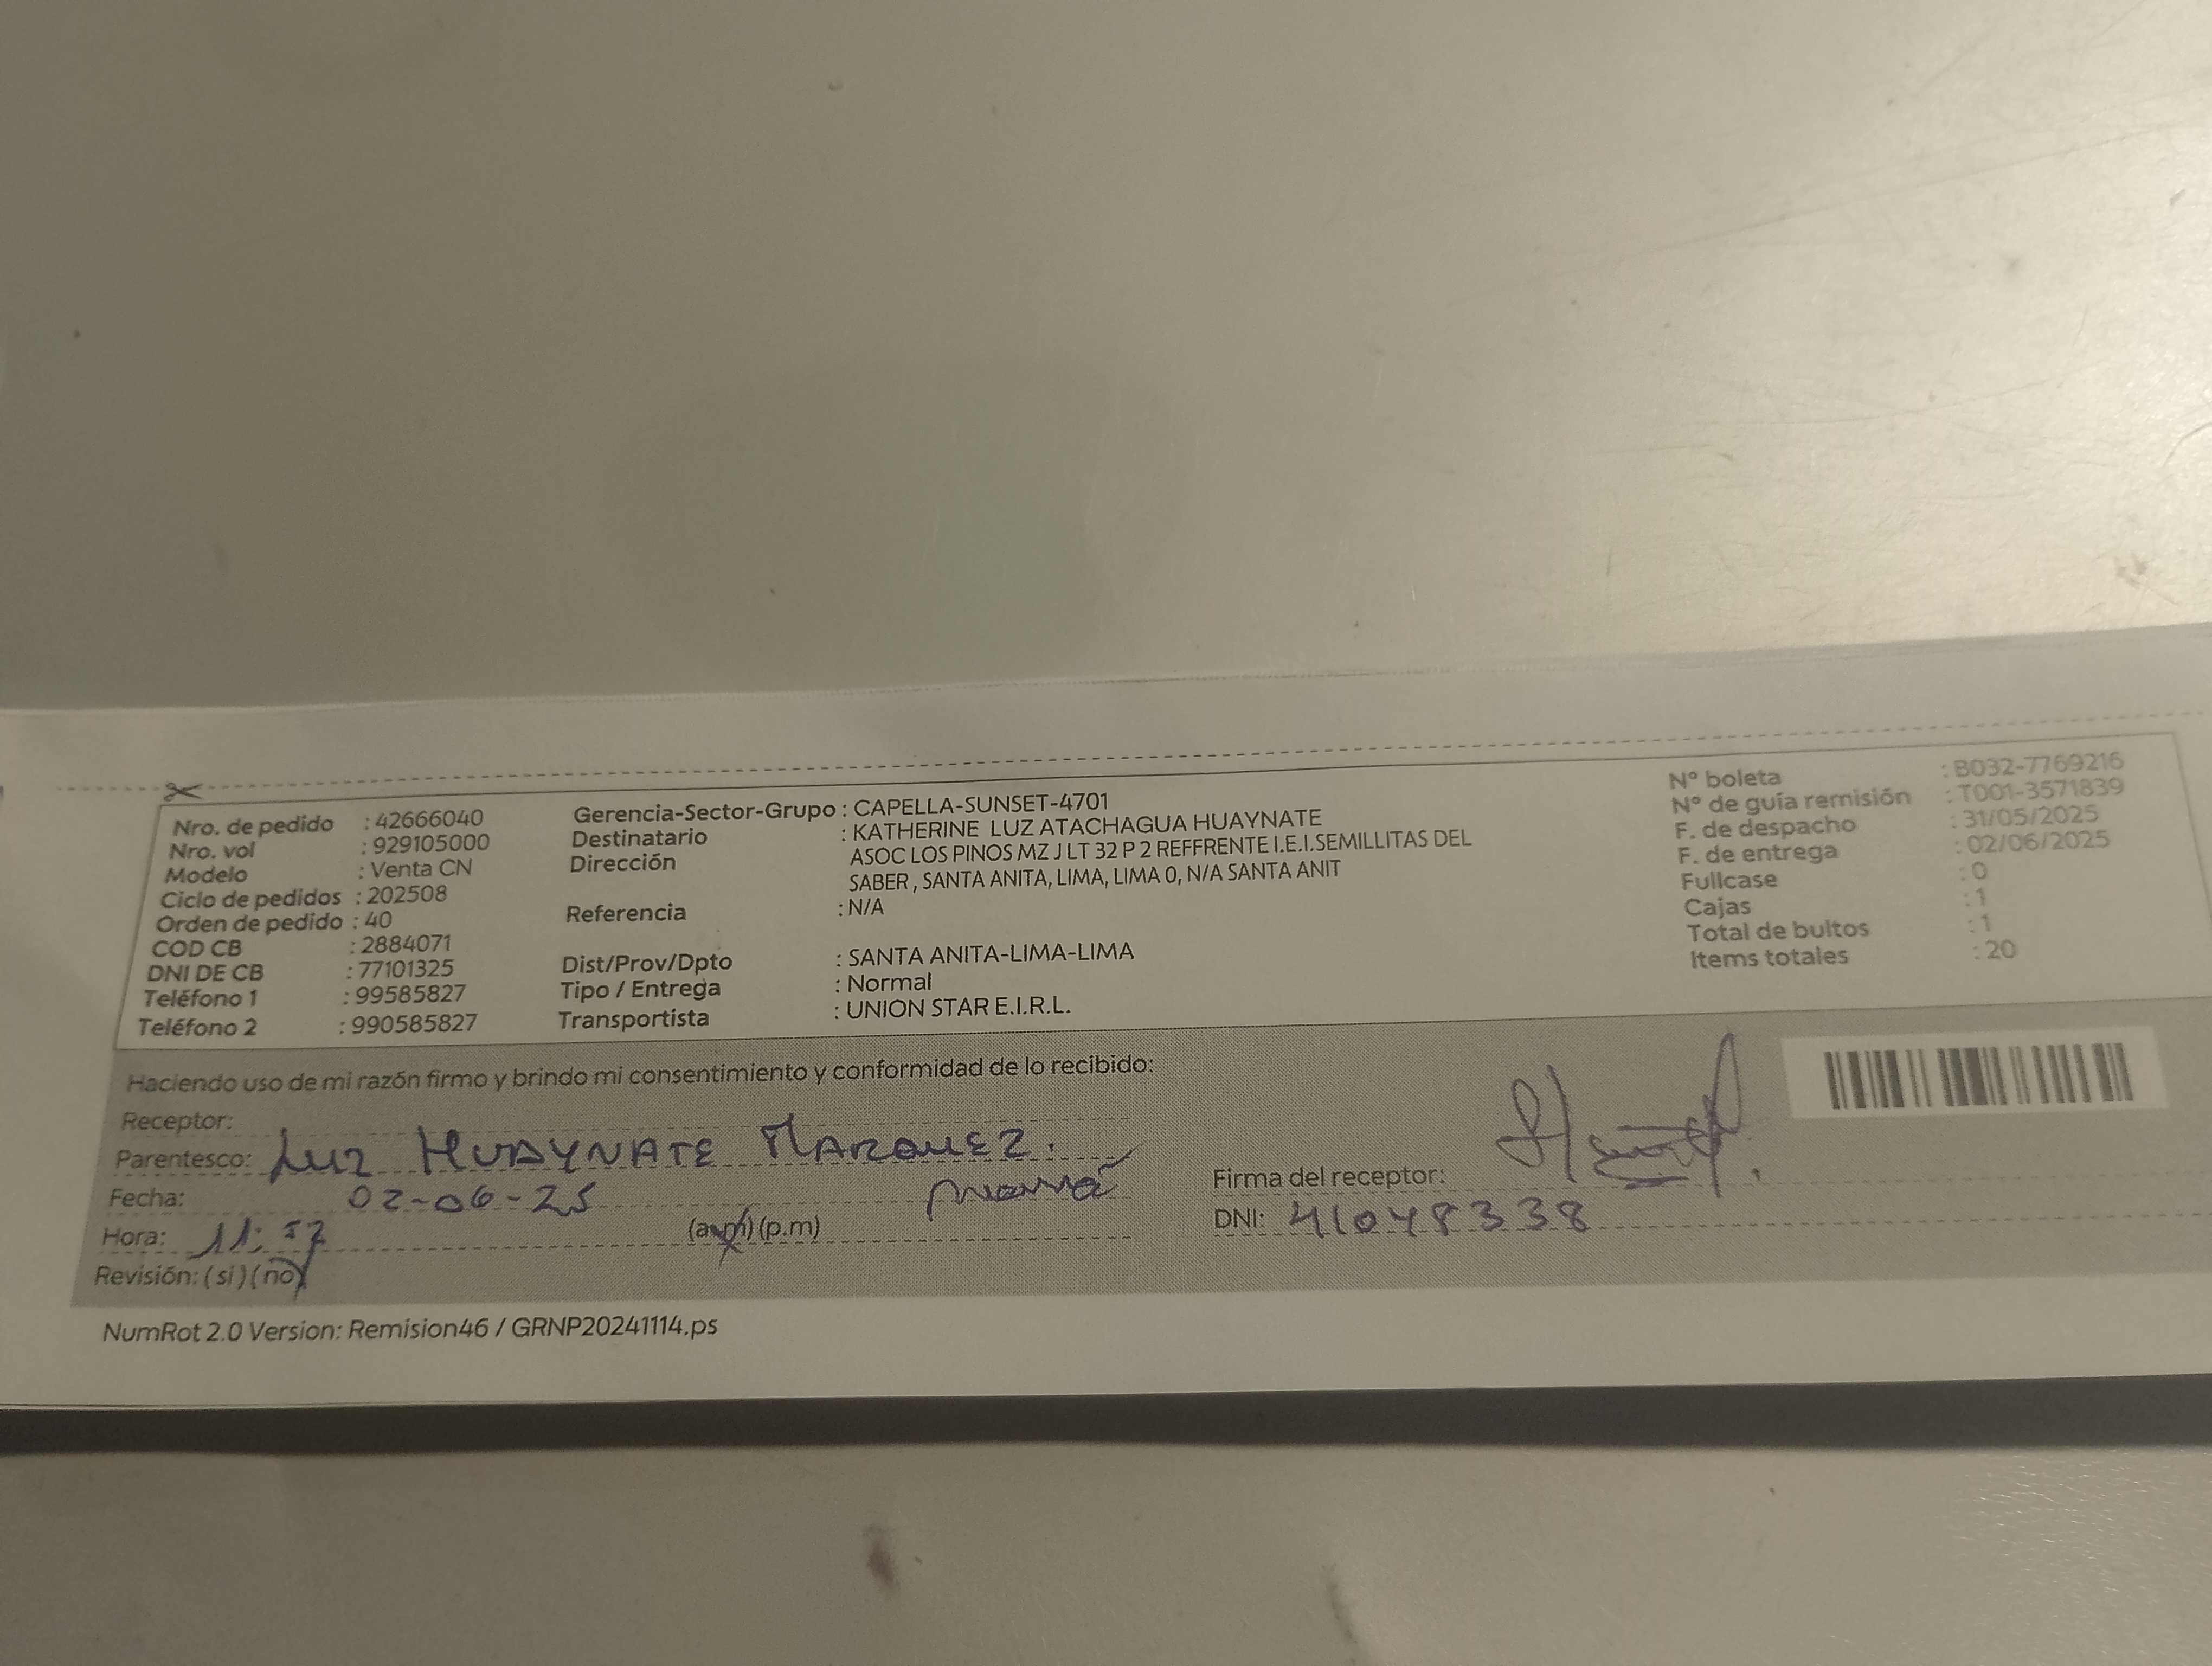 Nro. de pedido : 42666040
Nro. vol : 929105000
Modelo : Venta CN
Ciclo de pedidos : 202508
Orden de pedido : 40
COD CB : 2884071
DNI DE CB : 77101325
Teléfono 1 : 99585827
Teléfono 2 : 990585827
Gerencia-Sector-Grupo : CAPELLA-SUNSET-4701
Destinatario : KATHERINE LUZ ATACHAGUA HUAYNATE
Dirección ASOC LOS PINOS MZ J LT 32 P 2 REFFRENTE I.E.I.SEMILLITAS DEL
SABER , SANTA ANITA, LIMA, LIMA 0, N/A SANTA ANIT
Referencia : N/A
Dist/Prov/Dpto : SANTA ANITA-LIMA-LIMA
Tipo / Entrega : Normal
Transportista : UNION STAR E.I.R.L.
N° boleta : B032-7769216
N° de guía remisión : T001-3571839
F. de despacho : 31/05/2025
F. de entrega : 02/06/2025
Fullcase : 0
Cajas : 1
Total de bultos : 1
Items totales : 20
Haciendo uso de mi razón firmo y brindo mi consentimiento y conformidad de lo recibido:
Receptor:
Parentesco: Luz HUAYNATE MARQUEZ.
mamá
Fecha: 02-06-25
Hora: 11:57 (a.m) (p.m)
Revisión: (si) (no)
Firma del receptor:
DNI: 41048338
NumRot 2.0 Version: Remision46 / GRNP20241114.ps